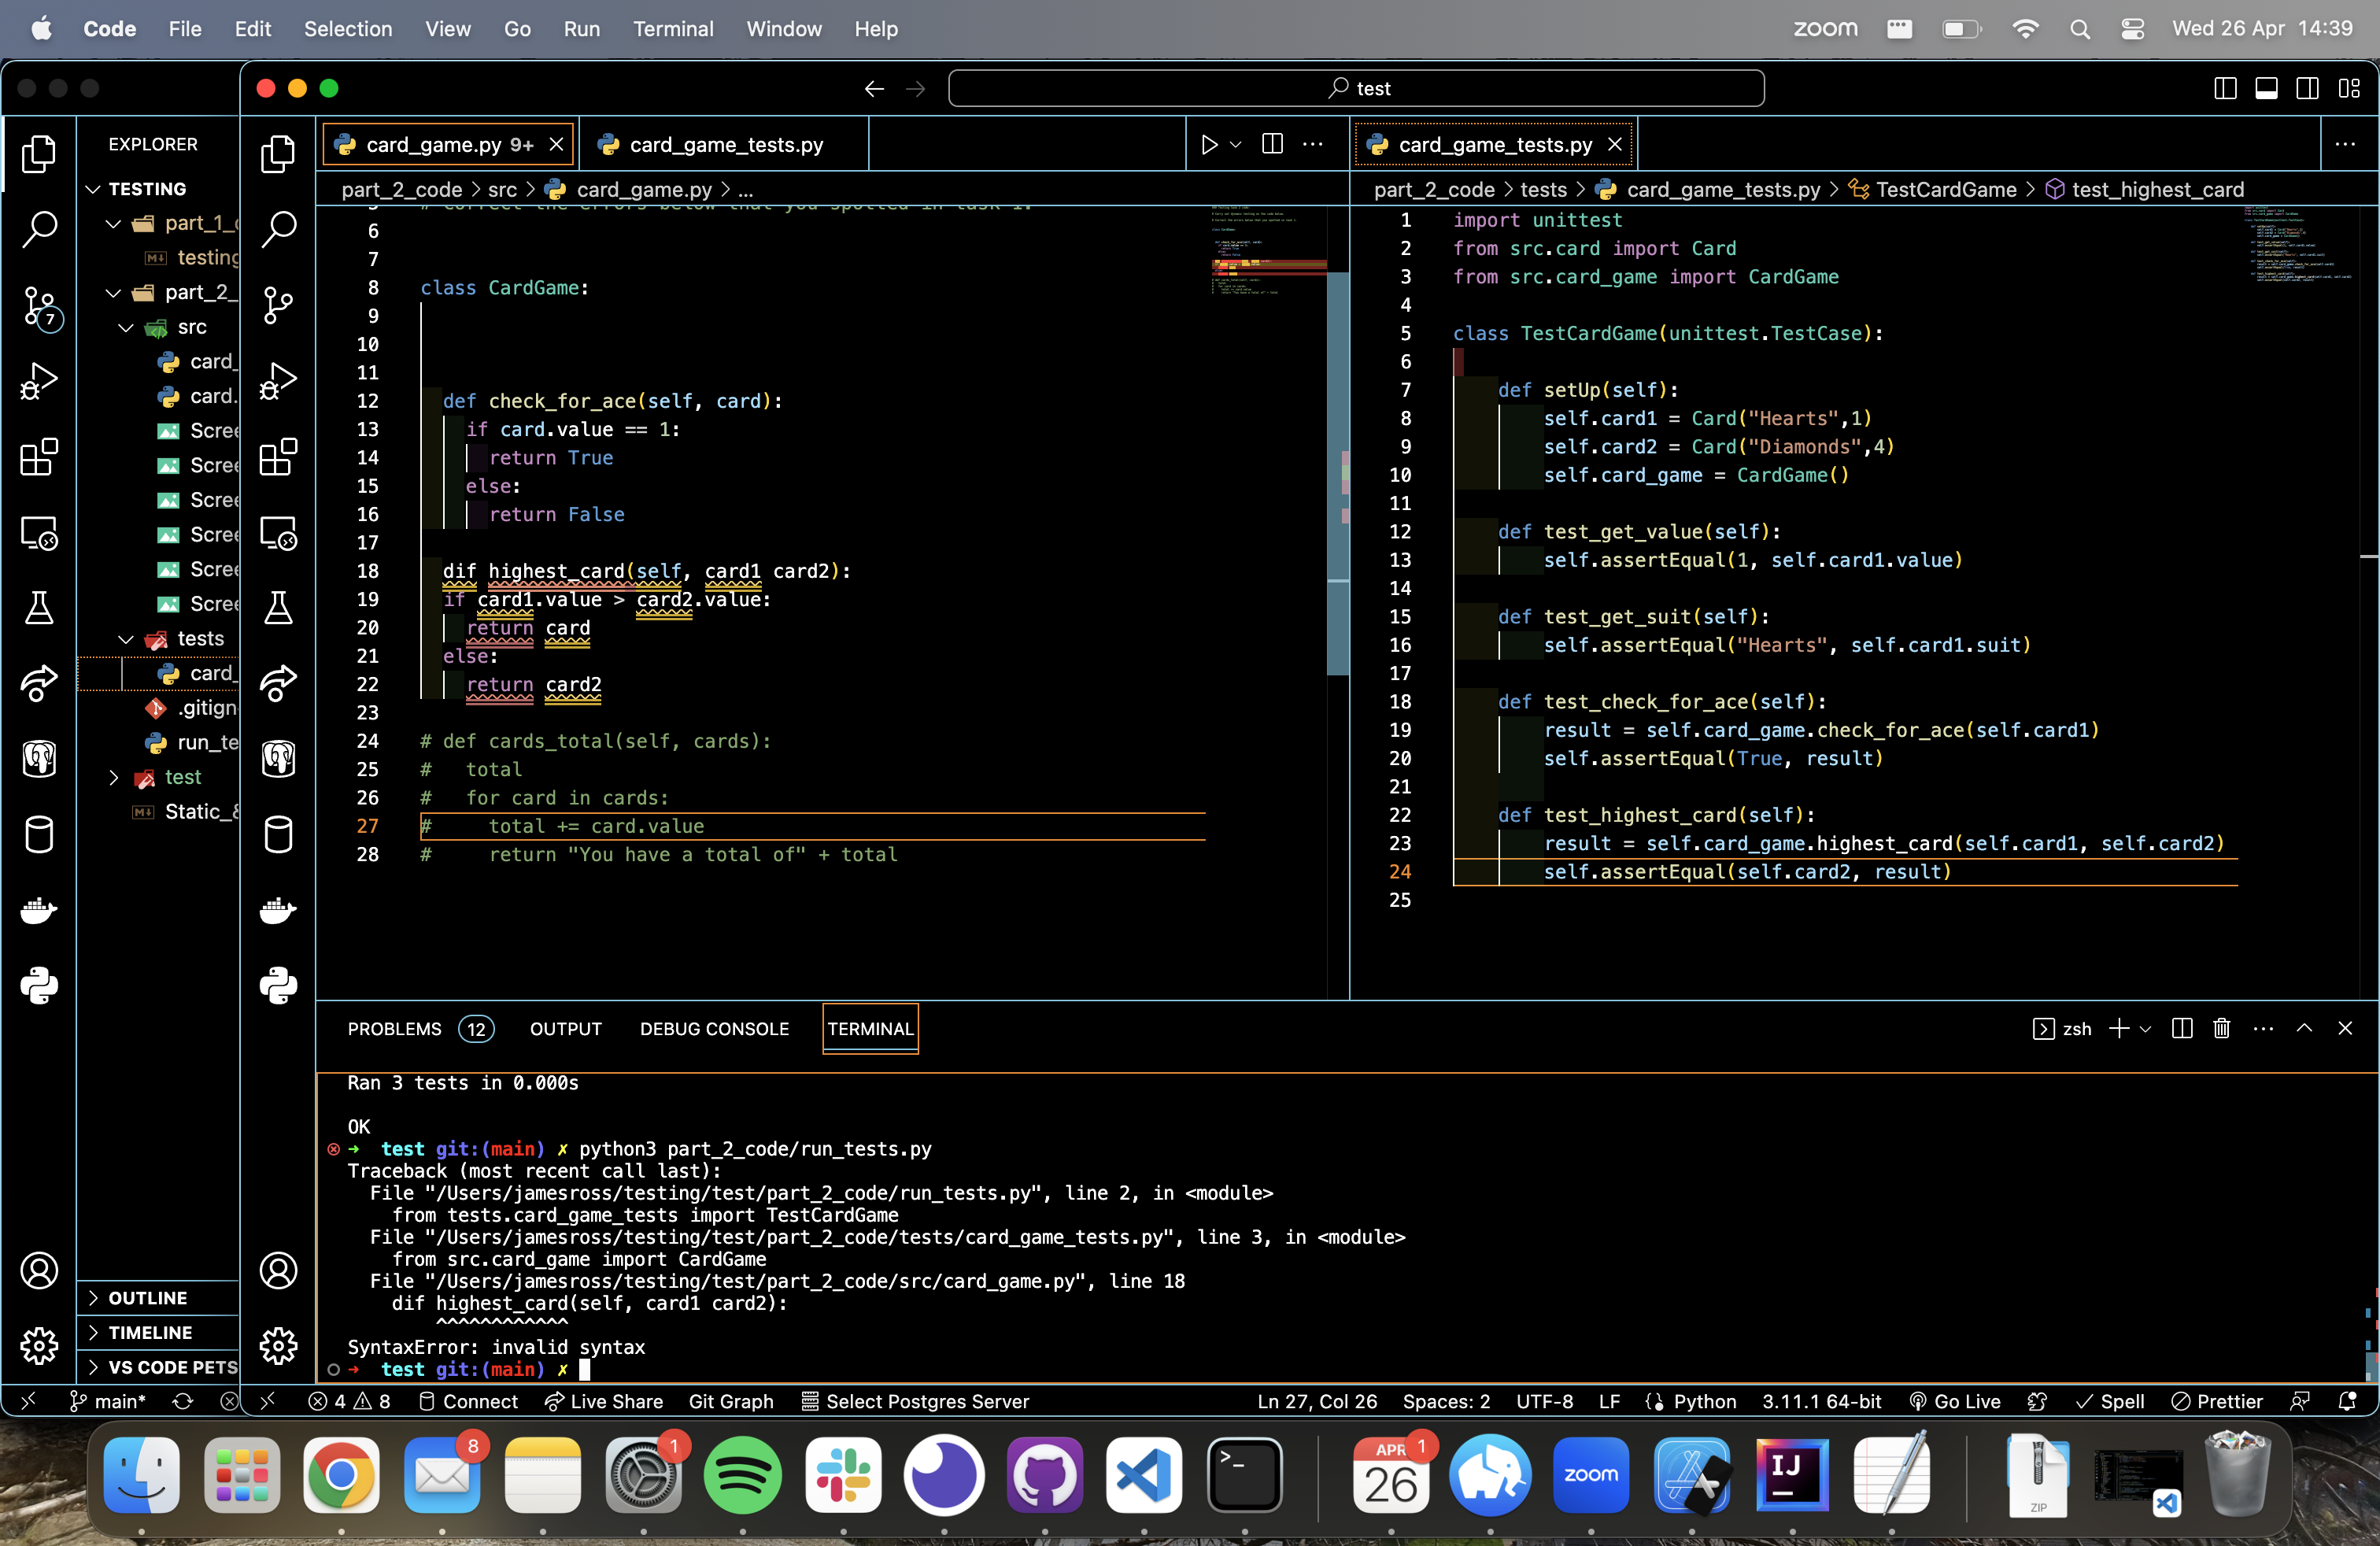 Code File Edit Selection View Go Run Terminal Window Help
zoom Wed 26 Apr 14:39
test
EXPLORER
TESTING
part_1_c
testing
part_2_
src
card_
card.
Scree
Scree
Scree
Scree
Scree
Scree
tests
card_
.gitign
run_te
test
Static_&
OUTLINE
TIMELINE
VS CODE PETS
7
card_game.py 9+
card_game_tests.py
part_2_code > src > card_game.py > ...
# Correct the errors below that you spotted in task 1.
6
7
8 class CardGame:
9
10
11
12 def check_for_ace(self, card):
13 if card.value == 1:
14 return True
15 else:
16 return False
17
18 dif highest_card(self, card1 card2):
19 if card1.value > card2.value:
20 return card
21 else:
22 return card2
23
24 # def cards_total(self, cards):
25 # total
26 # for card in cards:
27 # total += card.value
28 # return "You have a total of" + total
card_game_tests.py
part_2_code > tests > card_game_tests.py > TestCardGame > test_highest_card
1 import unittest
2 from src.card import Card
3 from src.card_game import CardGame
4
5 class TestCardGame(unittest.TestCase):
6
7 def setUp(self):
8 self.card1 = Card("Hearts",1)
9 self.card2 = Card("Diamonds",4)
10 self.card_game = CardGame()
11
12 def test_get_value(self):
13 self.assertEqual(1, self.card1.value)
14
15 def test_get_suit(self):
16 self.assertEqual("Hearts", self.card1.suit)
17
18 def test_check_for_ace(self):
19 result = self.card_game.check_for_ace(self.card1)
20 self.assertEqual(True, result)
21
22 def test_highest_card(self):
23 result = self.card_game.highest_card(self.card1, self.card2)
24 self.assertEqual(self.card2, result)
25
PROBLEMS 12 OUTPUT DEBUG CONSOLE TERMINAL
zsh
Ran 3 tests in 0.000s
OK
➜ test git:(main) ✗ python3 part_2_code/run_tests.py
Traceback (most recent call last):
File "/Users/jamesross/testing/test/part_2_code/run_tests.py", line 2, in <module>
from tests.card_game_tests import TestCardGame
File "/Users/jamesross/testing/test/part_2_code/tests/card_game_tests.py", line 3, in <module>
from src.card_game import CardGame
File "/Users/jamesross/testing/test/part_2_code/src/card_game.py", line 18
dif highest_card(self, card1 card2):
^^^^^^^^^^^^
SyntaxError: invalid syntax
➜ test git:(main) ✗
main* 4 8 Connect Live Share Git Graph Select Postgres Server
Ln 27, Col 26 Spaces: 2 UTF-8 LF Python 3.11.1 64-bit Go Live Spell Prettier
8 1 APR 1
26 zoom IJ ZIP